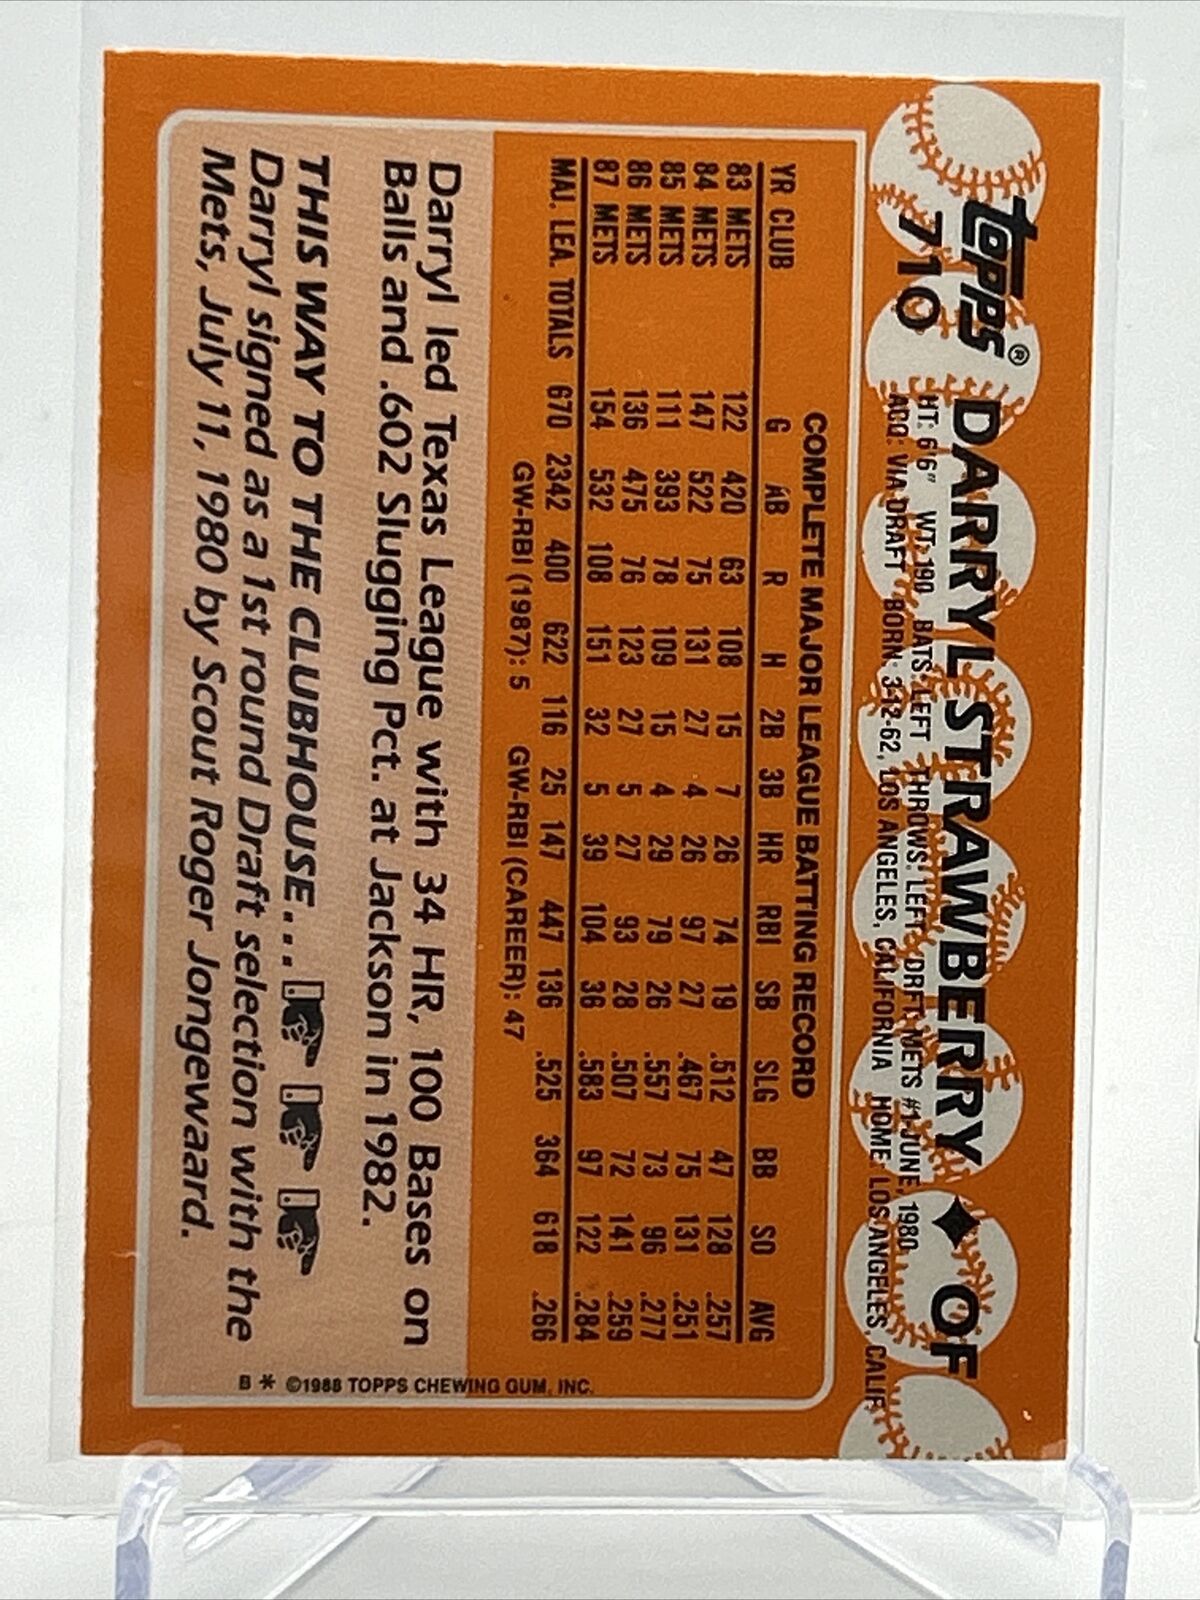 topps® DARRYL STRAWBERRY ✦ OF
710 HT: 6'6" WT: 190 BATS: LEFT THROWS: LEFT DRFT: METS #1-JUNE, 1980
ACQ: VIA DRAFT BORN: 3-12-62, LOS ANGELES, CALIFORNIA HOME: LOS ANGELES, CALIF.
COMPLETE MAJOR LEAGUE BATTING RECORD
YR CLUB G AB R H 2B 3B HR RBI SB SLG BB SO AVG
83 METS 122 420 63 108 15 7 26 74 19 .512 47 128 .257
84 METS 147 522 75 131 27 4 26 97 27 .467 75 131 .251
85 METS 111 393 78 109 15 4 29 79 26 .557 73 96 .277
86 METS 136 475 76 123 27 5 27 93 28 .507 72 141 .259
87 METS 154 532 108 151 32 5 39 104 36 .583 97 122 .284
MAJ. LEA. TOTALS 670 2342 400 622 116 25 147 447 136 .525 364 618 .266
GW-RBI (1987): 5 GW-RBI (CAREER): 47
Darryl led Texas League with 34 HR, 100 Bases on
Balls and .602 Slugging Pct. at Jackson in 1982.
THIS WAY TO THE CLUBHOUSE...
Darryl signed as a 1st round Draft selection with the
Mets, July 11, 1980 by Scout Roger Jongewaard.
B * ©1988 TOPPS CHEWING GUM, INC.